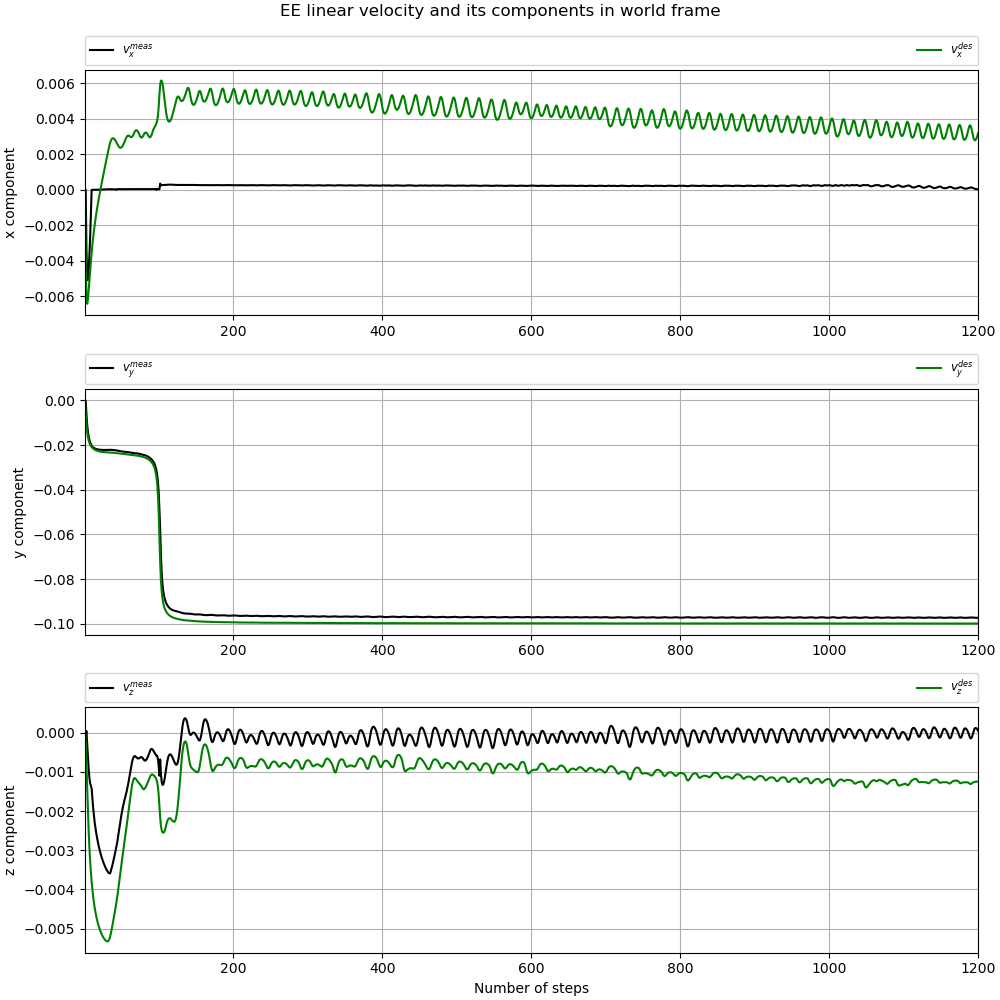 EE linear velocity and its components in world frame
v_x^meas v_x^des
0.006
0.004
0.002
0.000
−0.002
−0.004
−0.006
x component
200 400 600 800 1000 1200
v_y^meas v_y^des
0.00
−0.02
−0.04
−0.06
−0.08
−0.10
y component
200 400 600 800 1000 1200
v_z^meas v_z^des
0.000
−0.001
−0.002
−0.003
−0.004
−0.005
z component
200 400 600 800 1000 1200
Number of steps